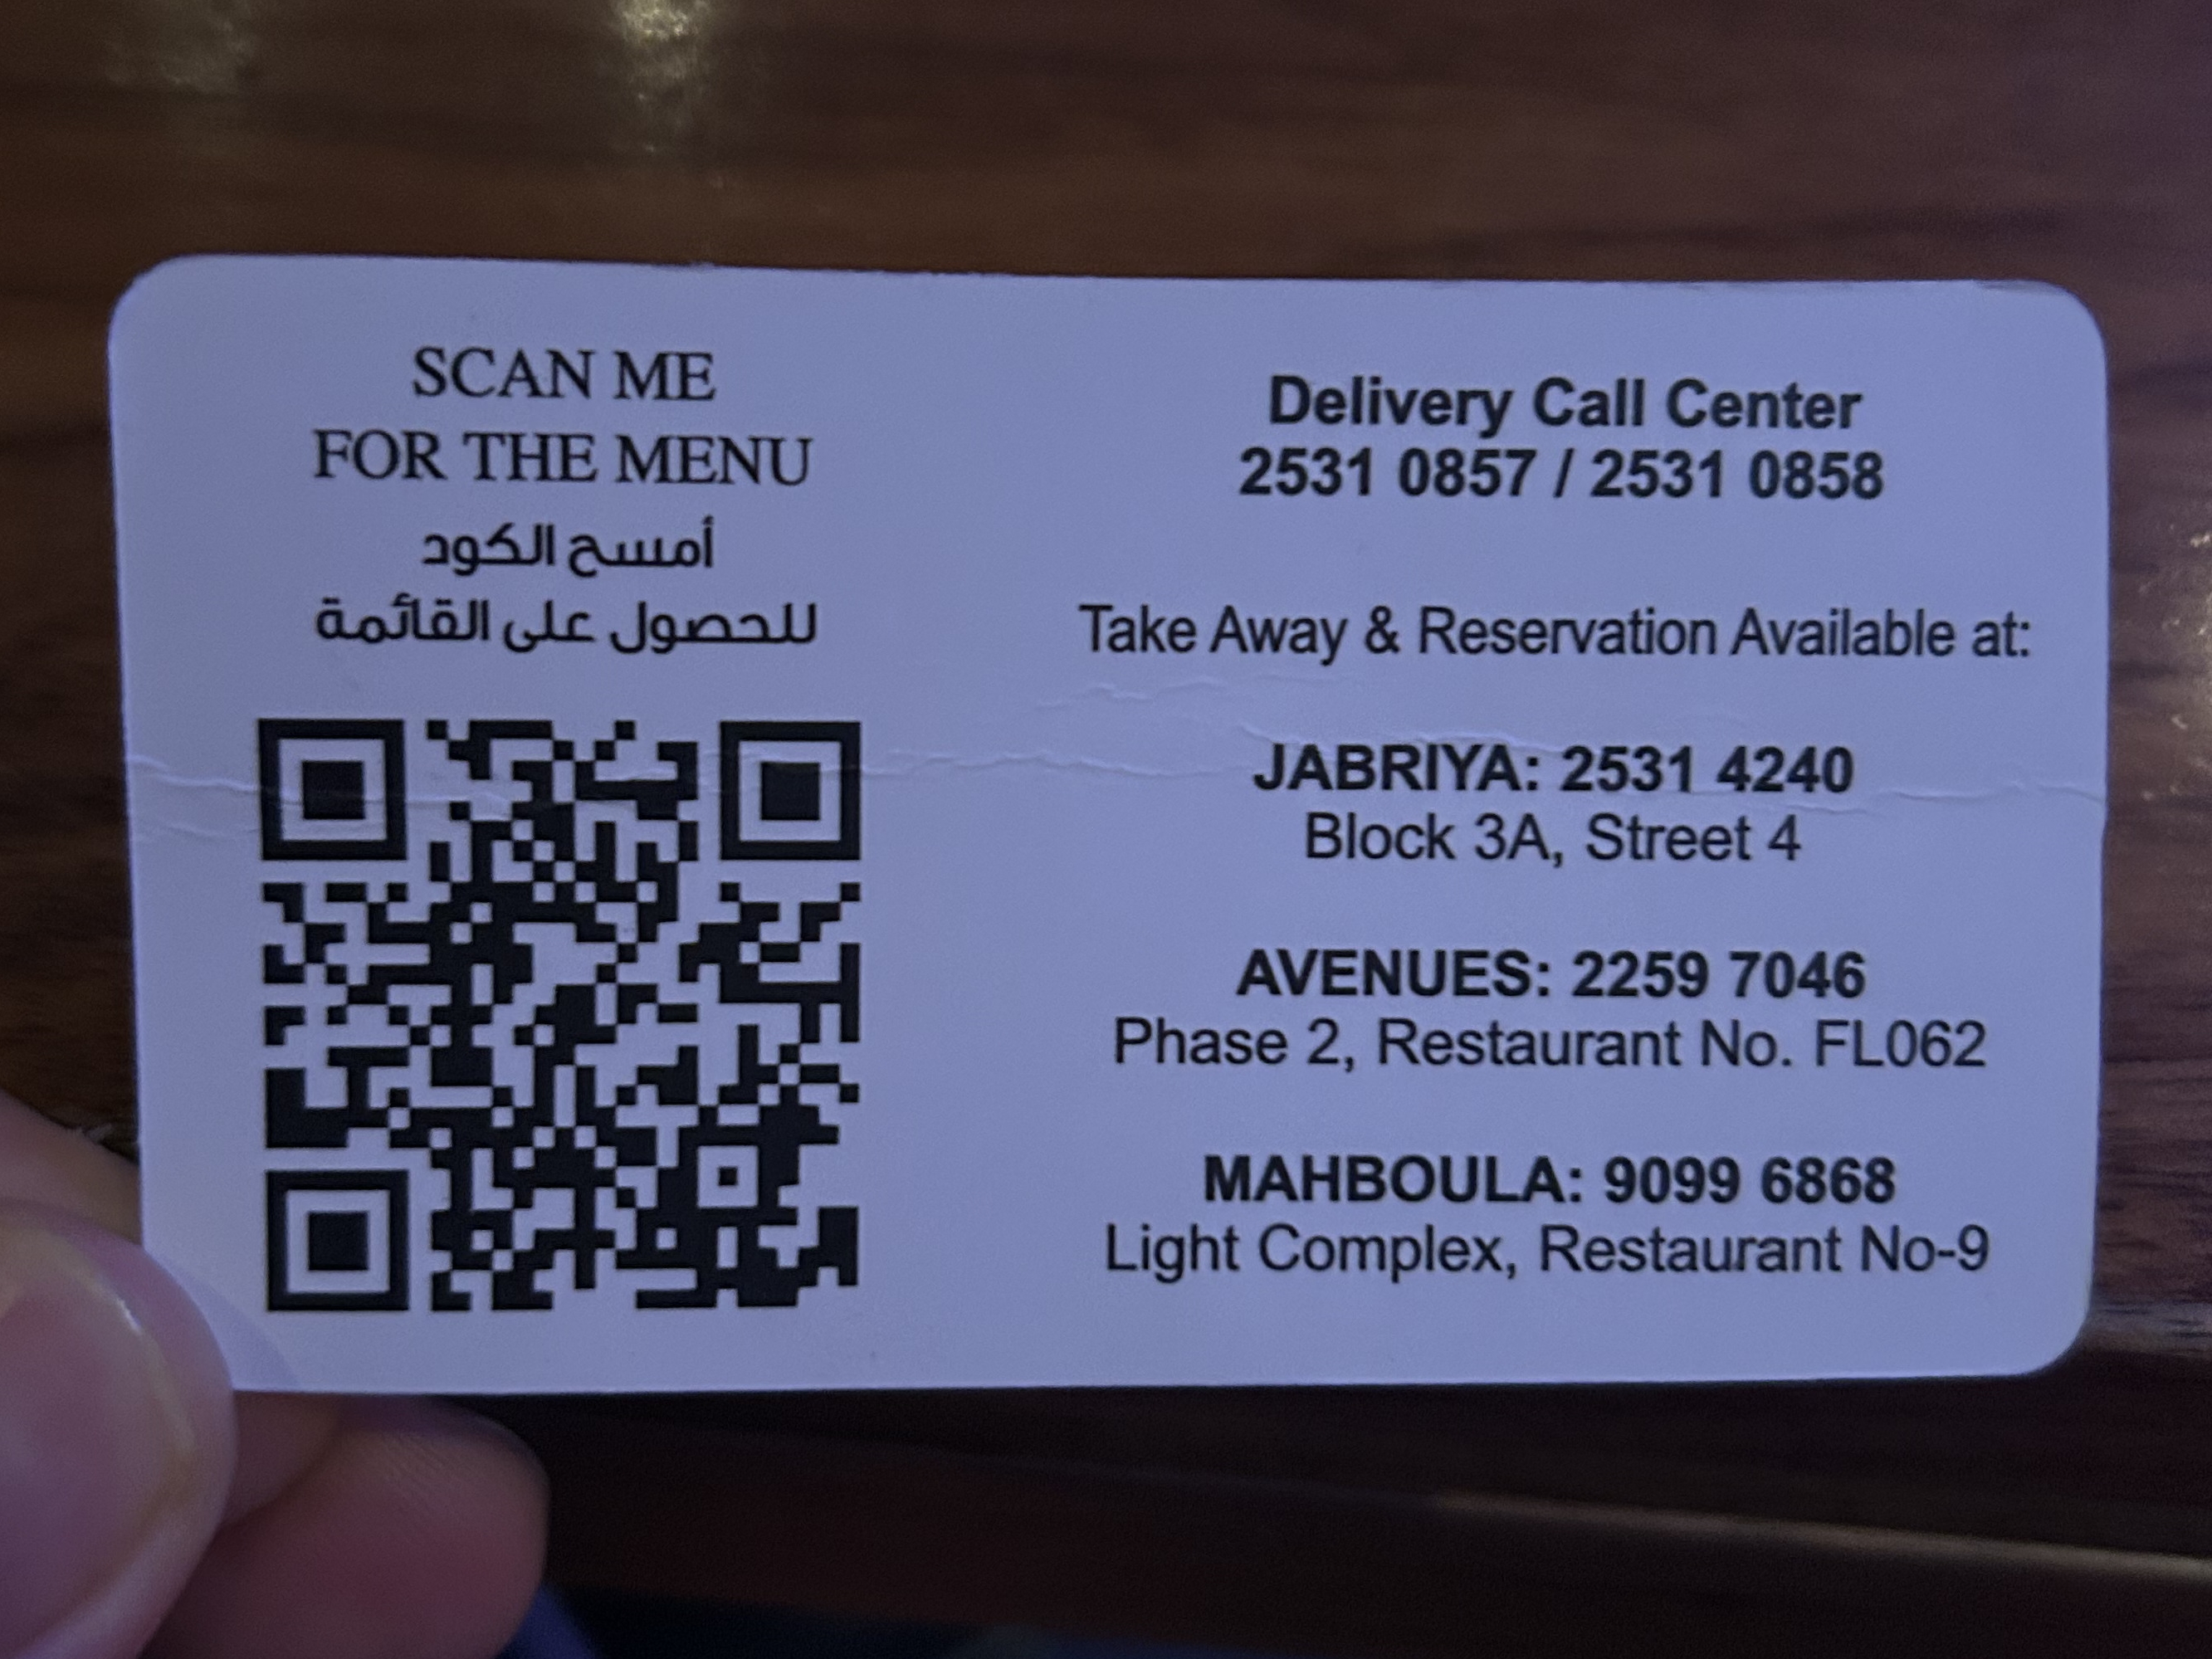 SCAN ME
FOR THE MENU
أمسح الكود
للحصول على القائمة
Delivery Call Center
2531 0857 / 2531 0858
Take Away & Reservation Available at:
JABRIYA: 2531 4240
Block 3A, Street 4
AVENUES: 2259 7046
Phase 2, Restaurant No. FL062
MAHBOULA: 9099 6868
Light Complex, Restaurant No-9